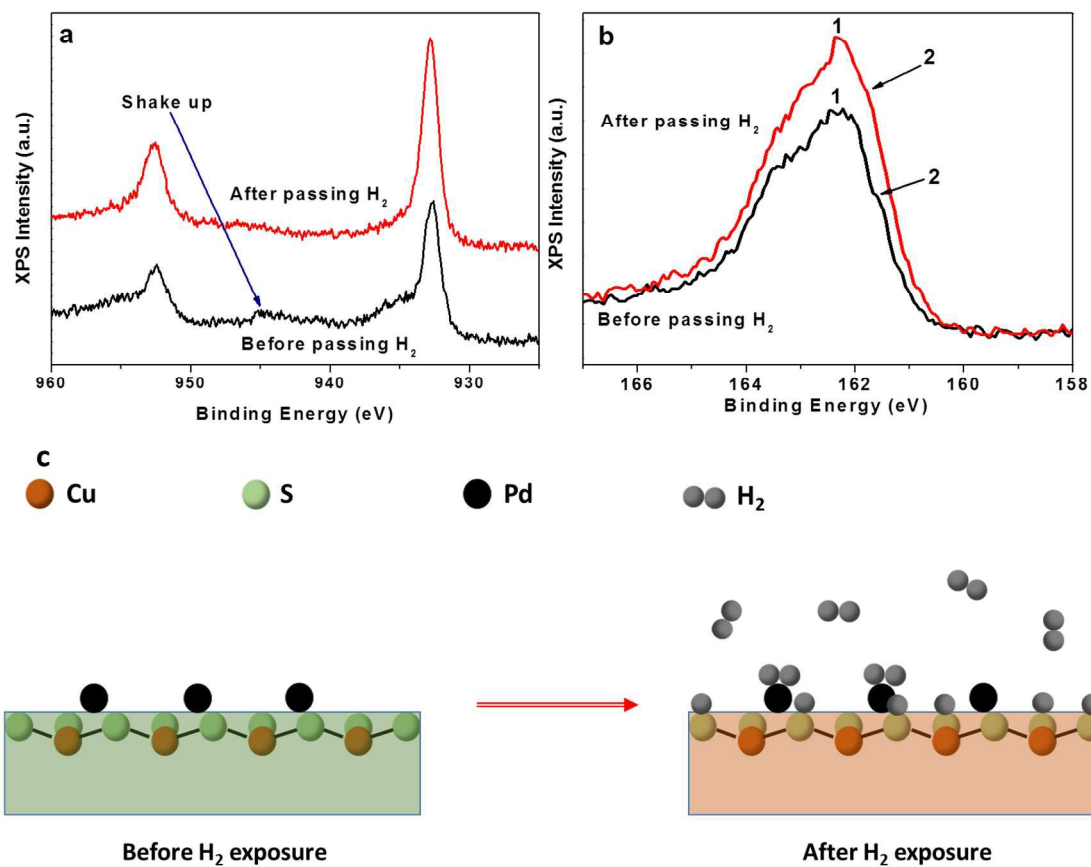 a
Shake up
After passing H₂
Before passing H₂
XPS Intensity (a.u.)
960 950 940 930
Binding Energy (eV)
b
1
2
1
After passing H₂
2
Before passing H₂
XPS Intensity (a.u.)
166 164 162 160 158
Binding Energy (eV)
c
Cu S Pd H₂
Before H₂ exposure
After H₂ exposure